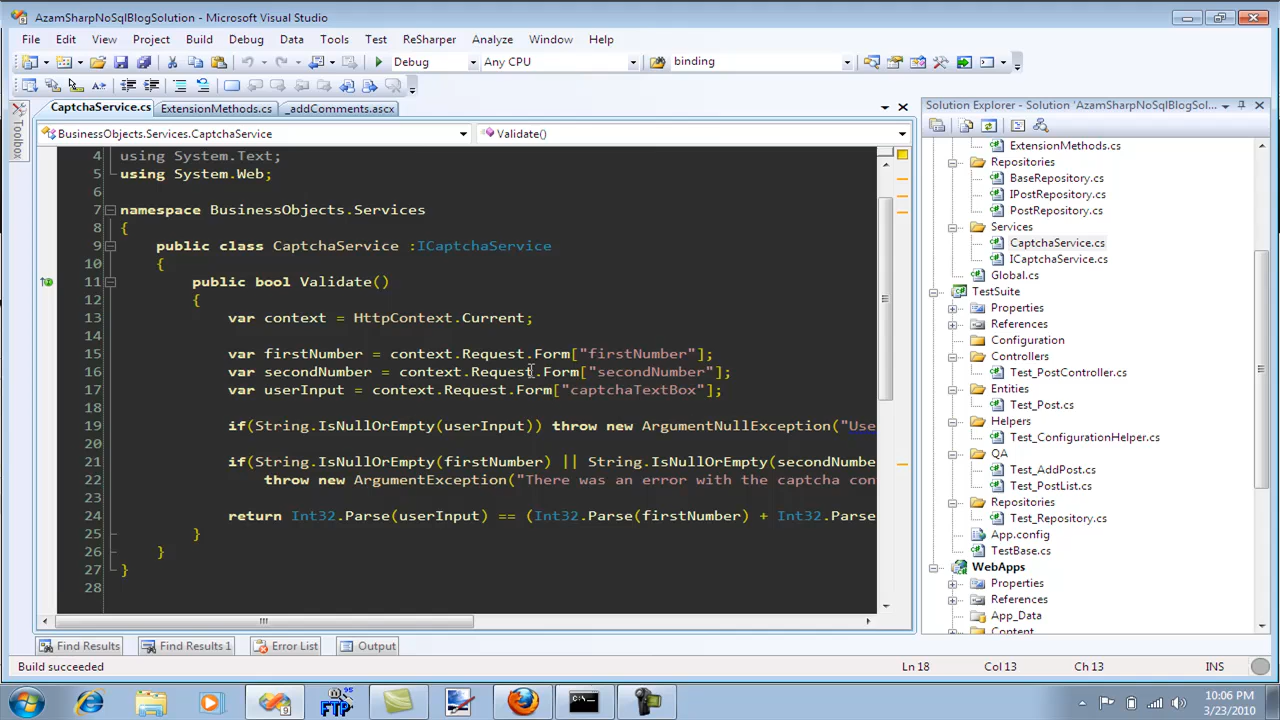 AzamSharpNoSqlBlogSolution - Microsoft Visual Studio
File Edit View Project Build Debug Data Tools Test ReSharper Analyze Window Help
Debug Any CPU binding
CaptchaService.cs ExtensionMethods.cs _addComments.ascx
BusinessObjects.Services.CaptchaService Validate()
Toolbox
4 using System.Text;
5 using System.Web;
6
7 namespace BusinessObjects.Services
8 {
9 public class CaptchaService :ICaptchaService
10 {
11 public bool Validate()
12 {
13 var context = HttpContext.Current;
14
15 var firstNumber = context.Request.Form["firstNumber"];
16 var secondNumber = context.Request.Form["secondNumber"];
17 var userInput = context.Request.Form["captchaTextBox"];
18
19 if(String.IsNullOrEmpty(userInput)) throw new ArgumentNullException("Use
20
21 if(String.IsNullOrEmpty(firstNumber) || String.IsNullOrEmpty(secondNumbe
22 throw new ArgumentException("There was an error with the captcha con
23
24 return Int32.Parse(userInput) == (Int32.Parse(firstNumber) + Int32.Parse
25 }
26 }
27 }
28
Solution Explorer - Solution 'AzamSharpNoSqlBlogSol...
ExtensionMethods.cs
Repositories
BaseRepository.cs
IPostRepository.cs
PostRepository.cs
Services
CaptchaService.cs
ICaptchaService.cs
Global.cs
TestSuite
Properties
References
Configuration
Controllers
Test_PostController.cs
Entities
Test_Post.cs
Helpers
Test_ConfigurationHelper.cs
QA
Test_AddPost.cs
Test_PostList.cs
Repositories
Test_Repository.cs
App.config
TestBase.cs
WebApps
Properties
References
App_Data
Content
Find Results Find Results 1 Error List Output
Build succeeded Ln 18 Col 13 Ch 13 INS
FTP
10:06 PM
3/23/2010